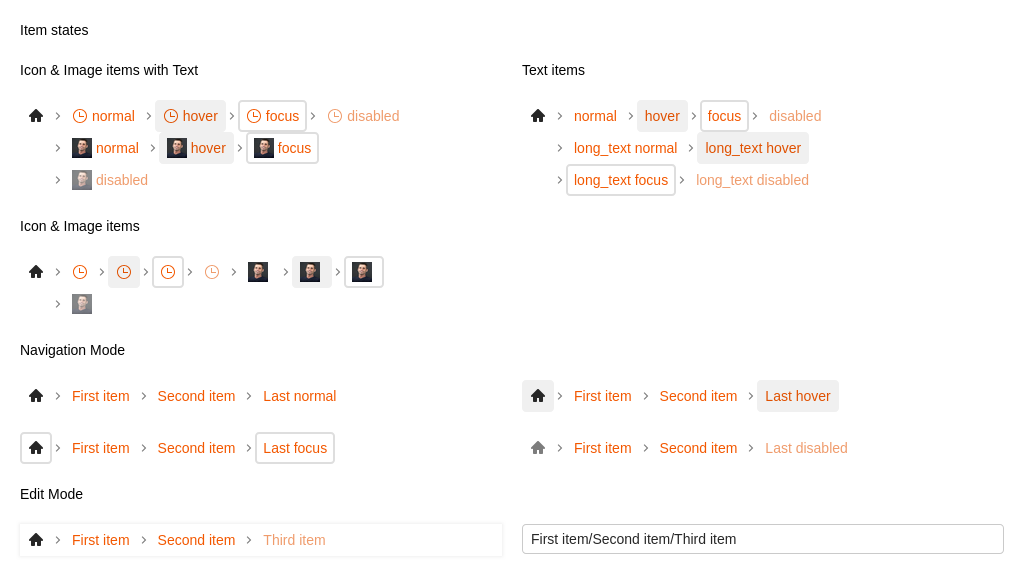 Item states
Icon & Image items with Text
normal hover focus disabled
normal hover focus
disabled
Text items
normal hover focus disabled
long_text normal long_text hover
long_text focus long_text disabled
Icon & Image items
Navigation Mode
First item Second item Last normal
First item Second item Last hover
First item Second item Last focus
First item Second item Last disabled
Edit Mode
First item Second item Third item
First item/Second item/Third item